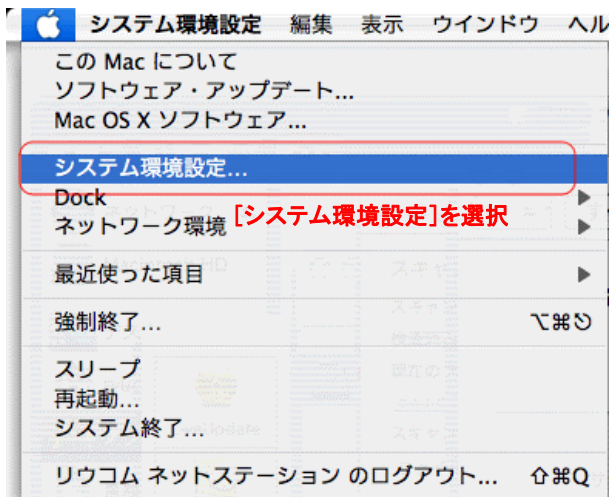 システム環境設定 編集 表示 ウインドウ ヘル
この Mac について
ソフトウェア・アップデート...
Mac OS X ソフトウェア...
システム環境設定...
Dock
[システム環境設定]を選択
ネットワーク環境
最近使った項目
強制終了... ⌥⌘⎋
スリープ
再起動...
システム終了...
リウコム ネットステーション のログアウト... ⇧⌘Q